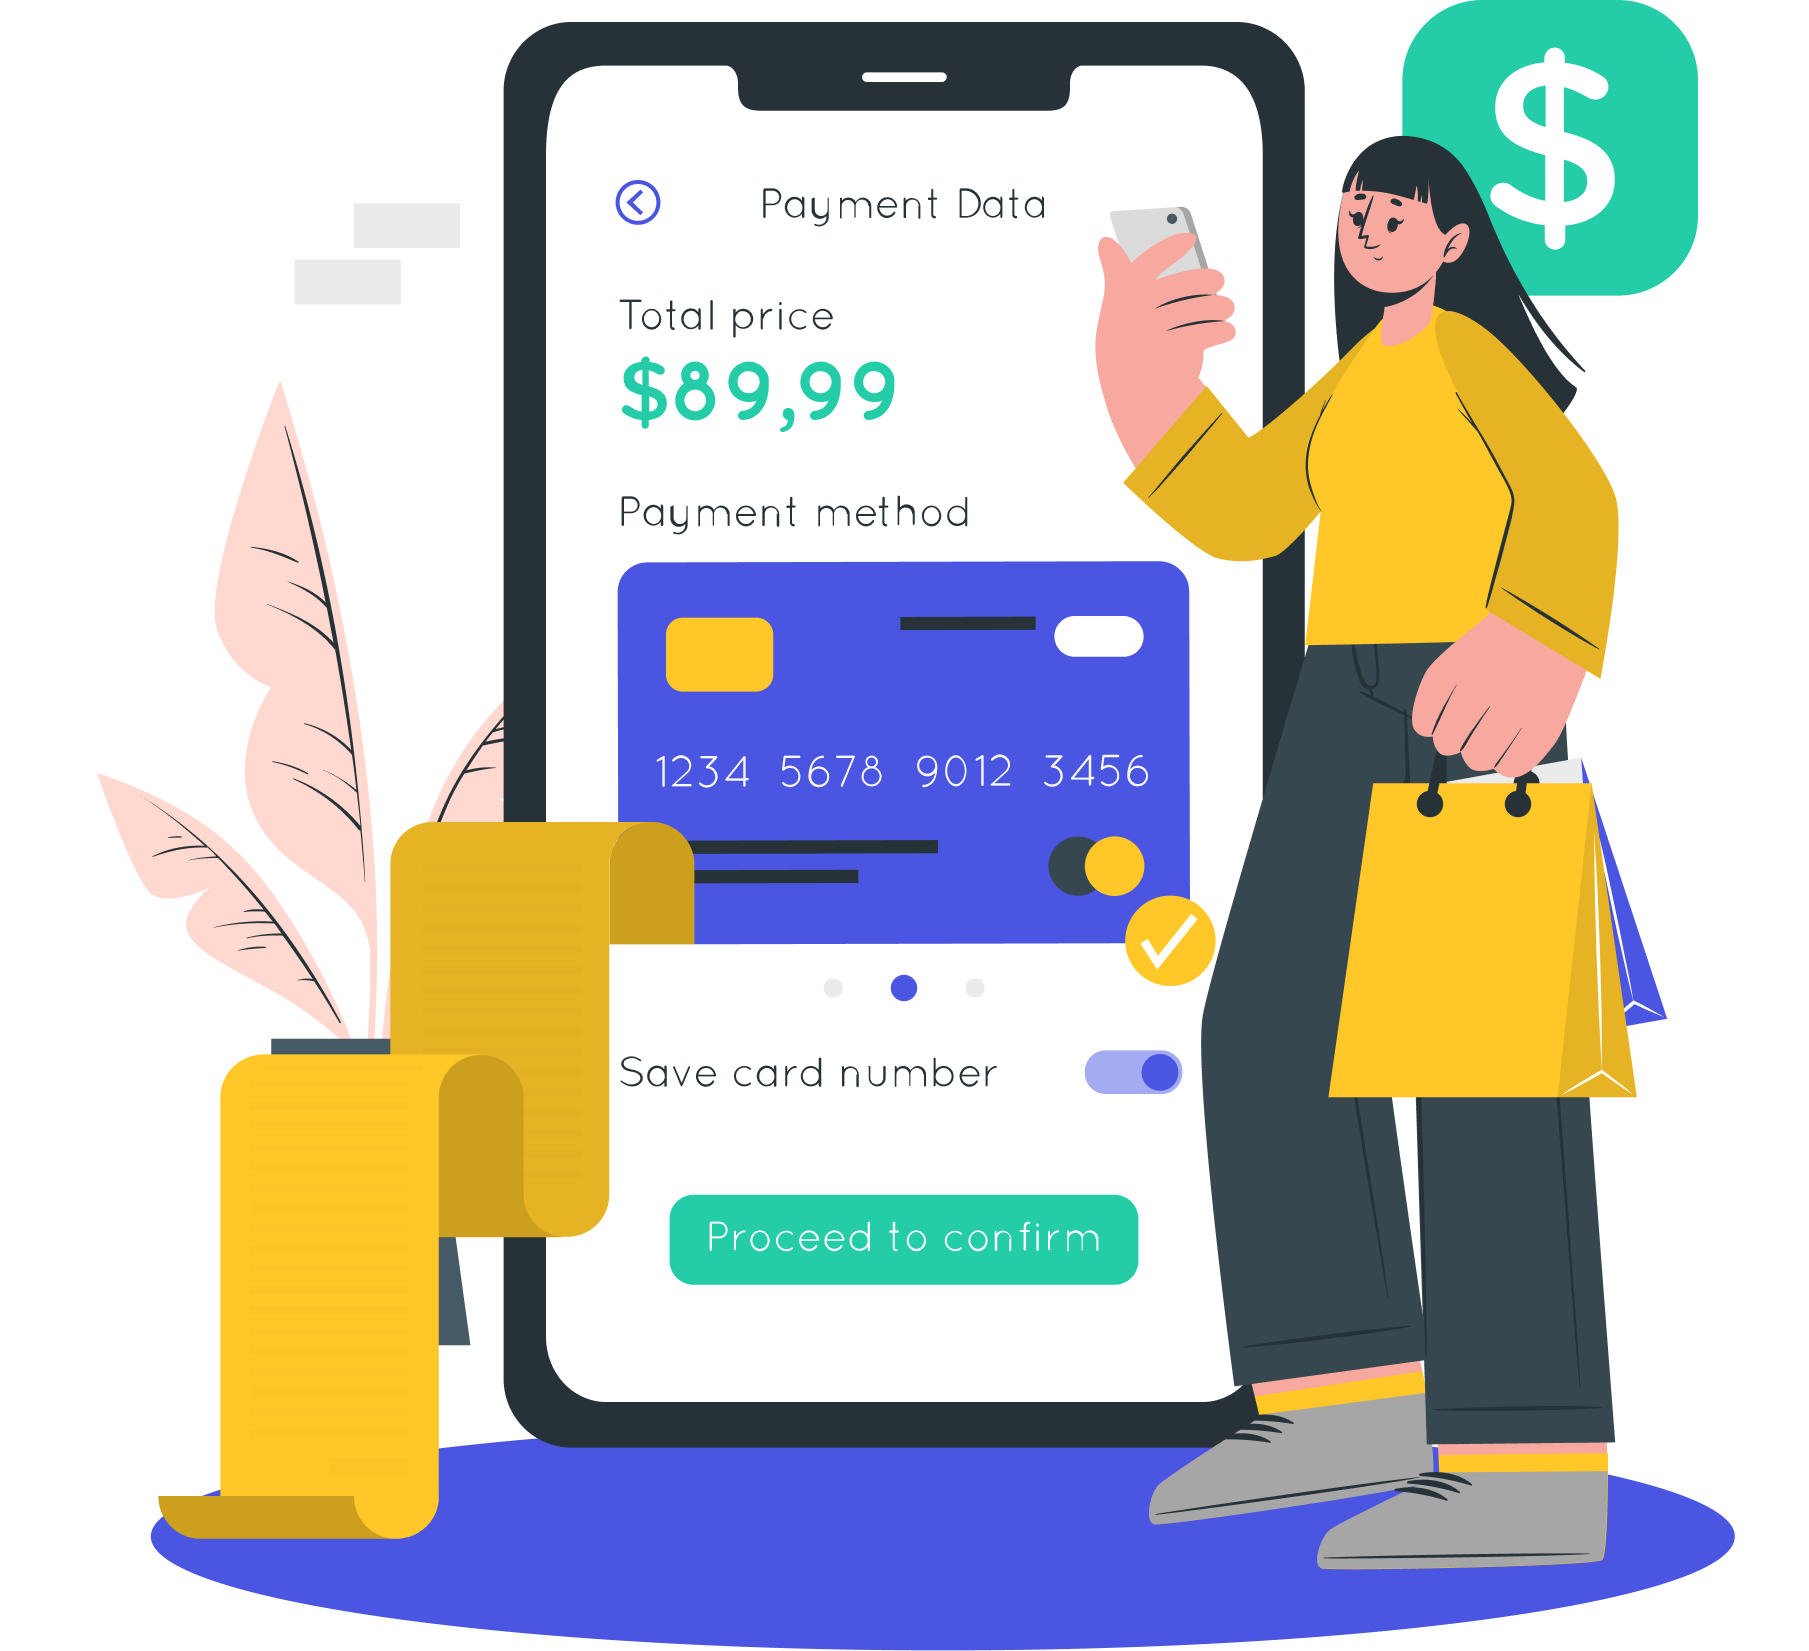 $
Payment Data
Total price
$89,99
Payment method
1234 5678 9012 3456
Save card number
Proceed to confirm